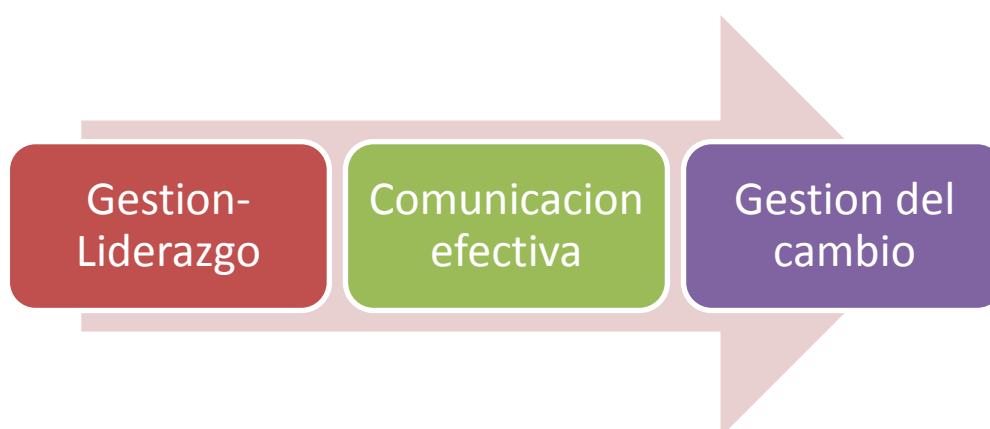 Gestion-
Liderazgo
Comunicacion
efectiva
Gestion del
cambio